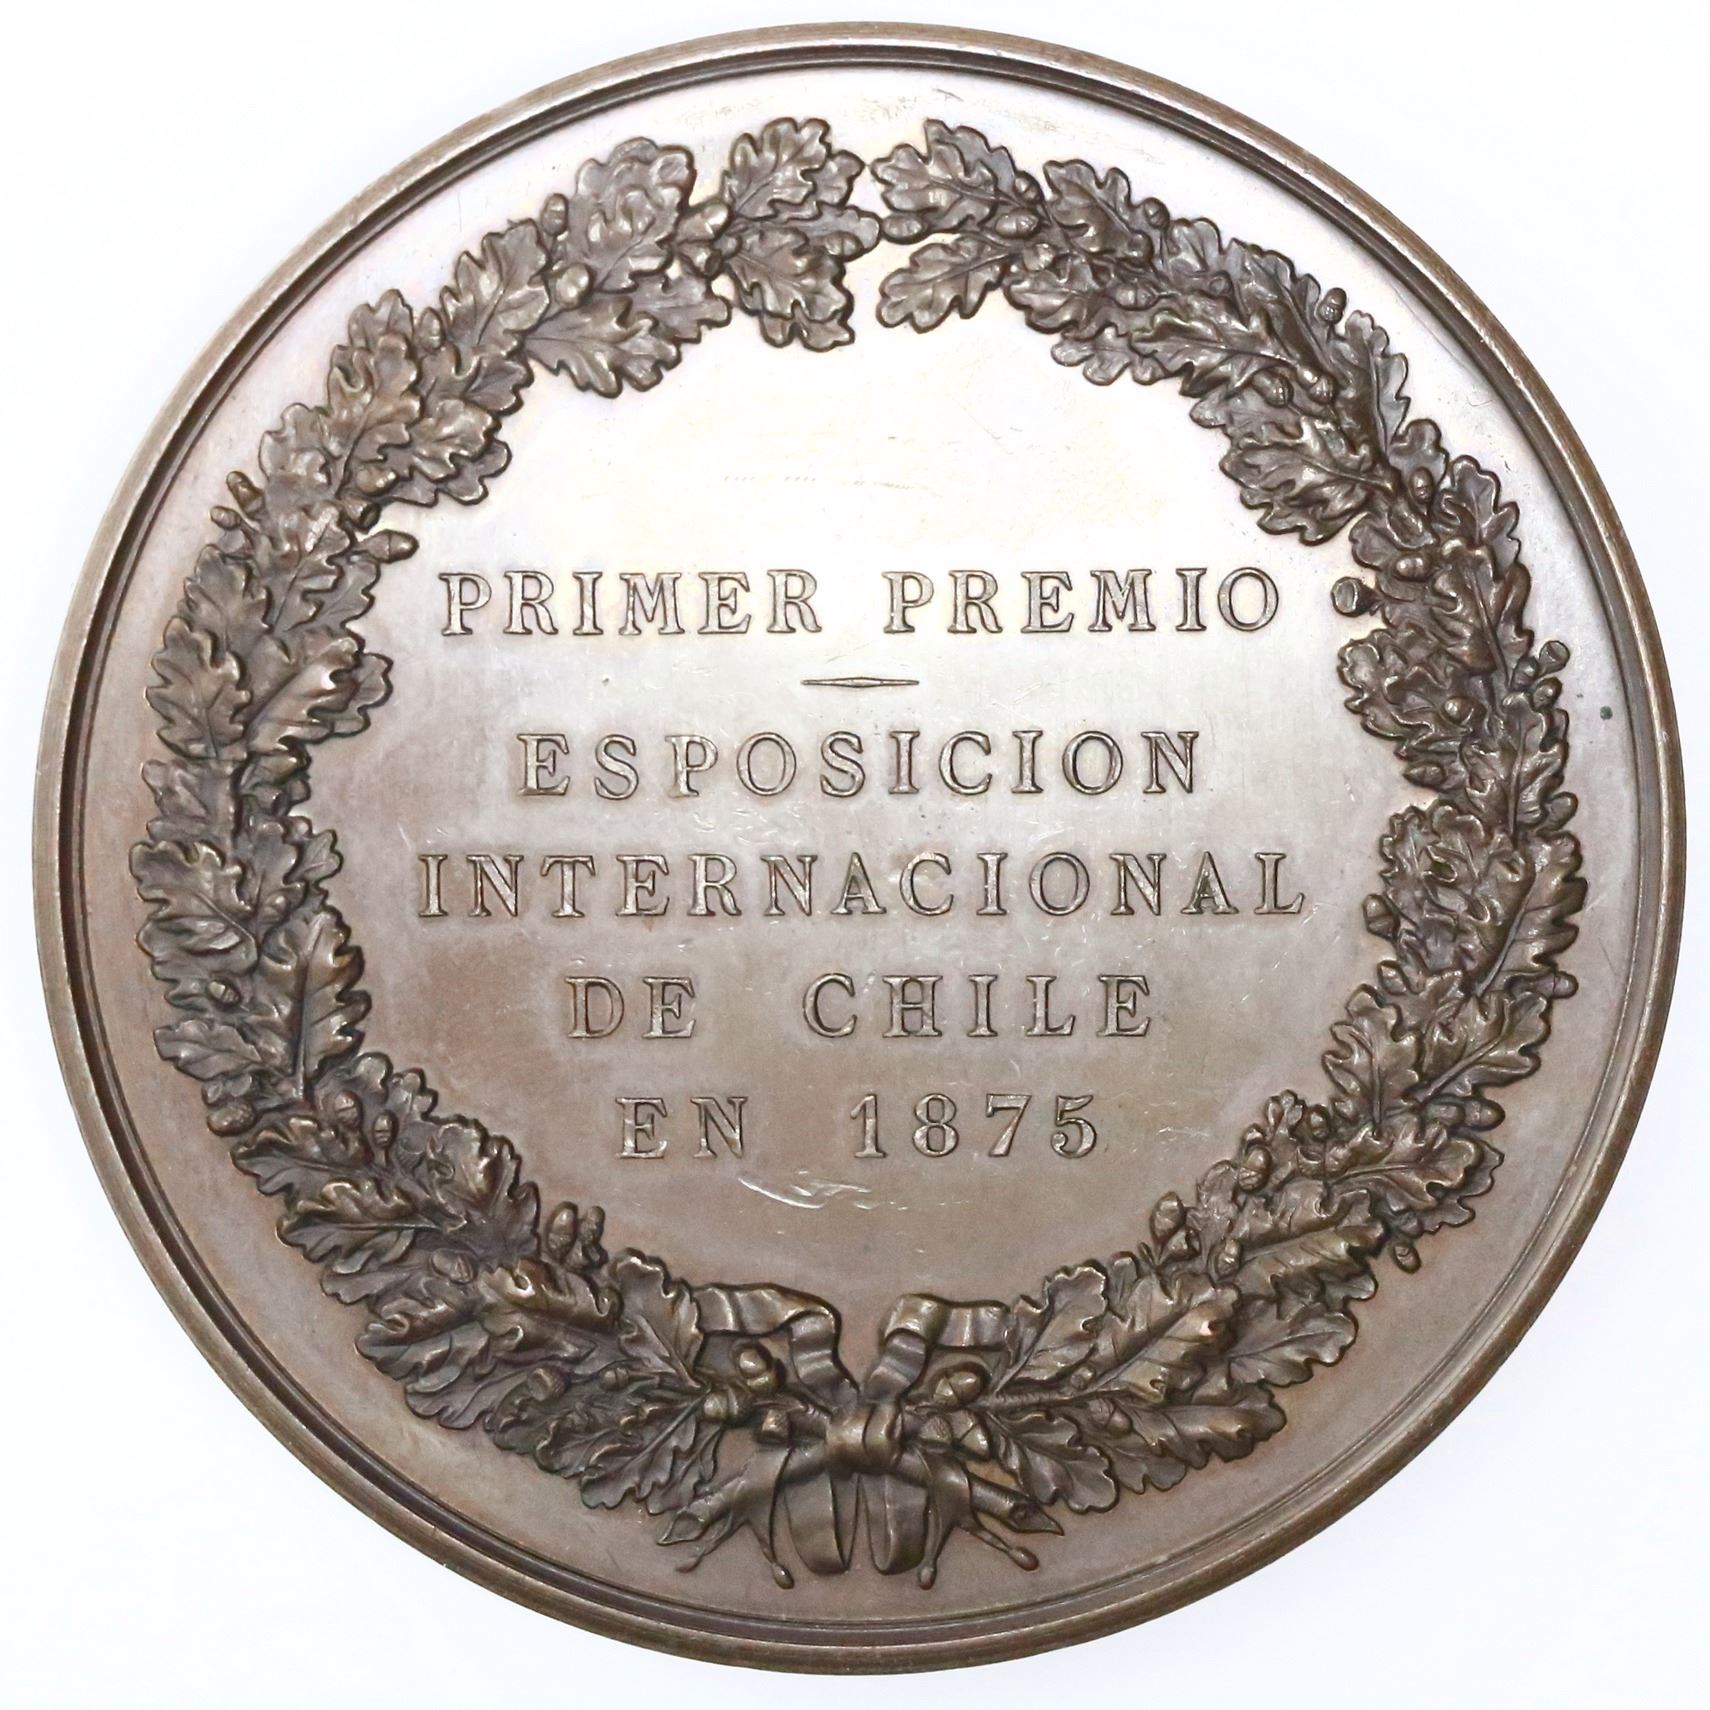 PRIMER PREMIO
ESPOSICION
INTERNACIONAL
DE CHILE
EN 1875